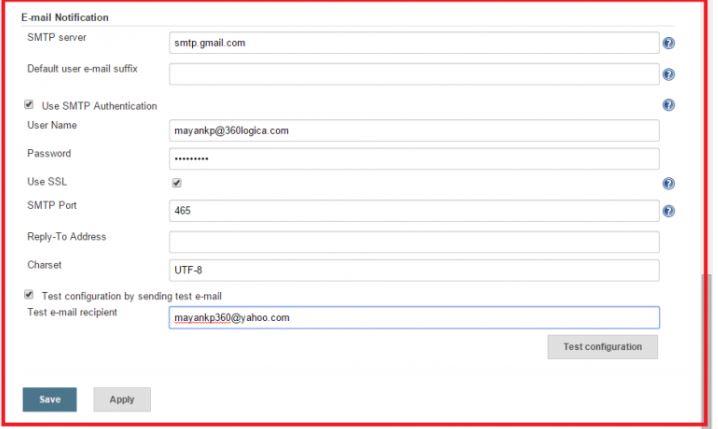 E-mail Notification
SMTP server
smtp.gmail.com
Default user e-mail suffix
Use SMTP Authentication
User Name
mayankp@360logica.com
Password
•••••••••
Use SSL
SMTP Port
465
Reply-To Address
Charset
UTF-8
Test configuration by sending test e-mail
Test e-mail recipient
mayankp360@yahoo.com
Test configuration
Save
Apply